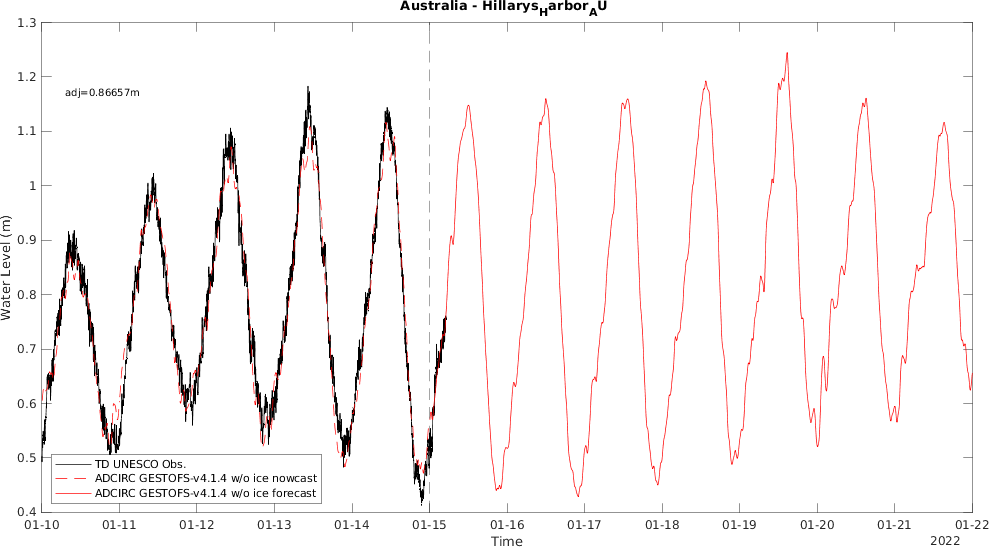 Australia - HillarysHarborAU
1.3
1.2
adj=0.86657m
1.1
1
0.9
0.8
0.7
0.6
0.5
0.4
Water Level (m)
TD UNESCO Obs.
ADCIRC GESTOFS-v4.1.4 w/o ice nowcast
ADCIRC GESTOFS-v4.1.4 w/o ice forecast
01-10 01-11 01-12 01-13 01-14 01-15 01-16 01-17 01-18 01-19 01-20 01-21 01-22
Time
2022